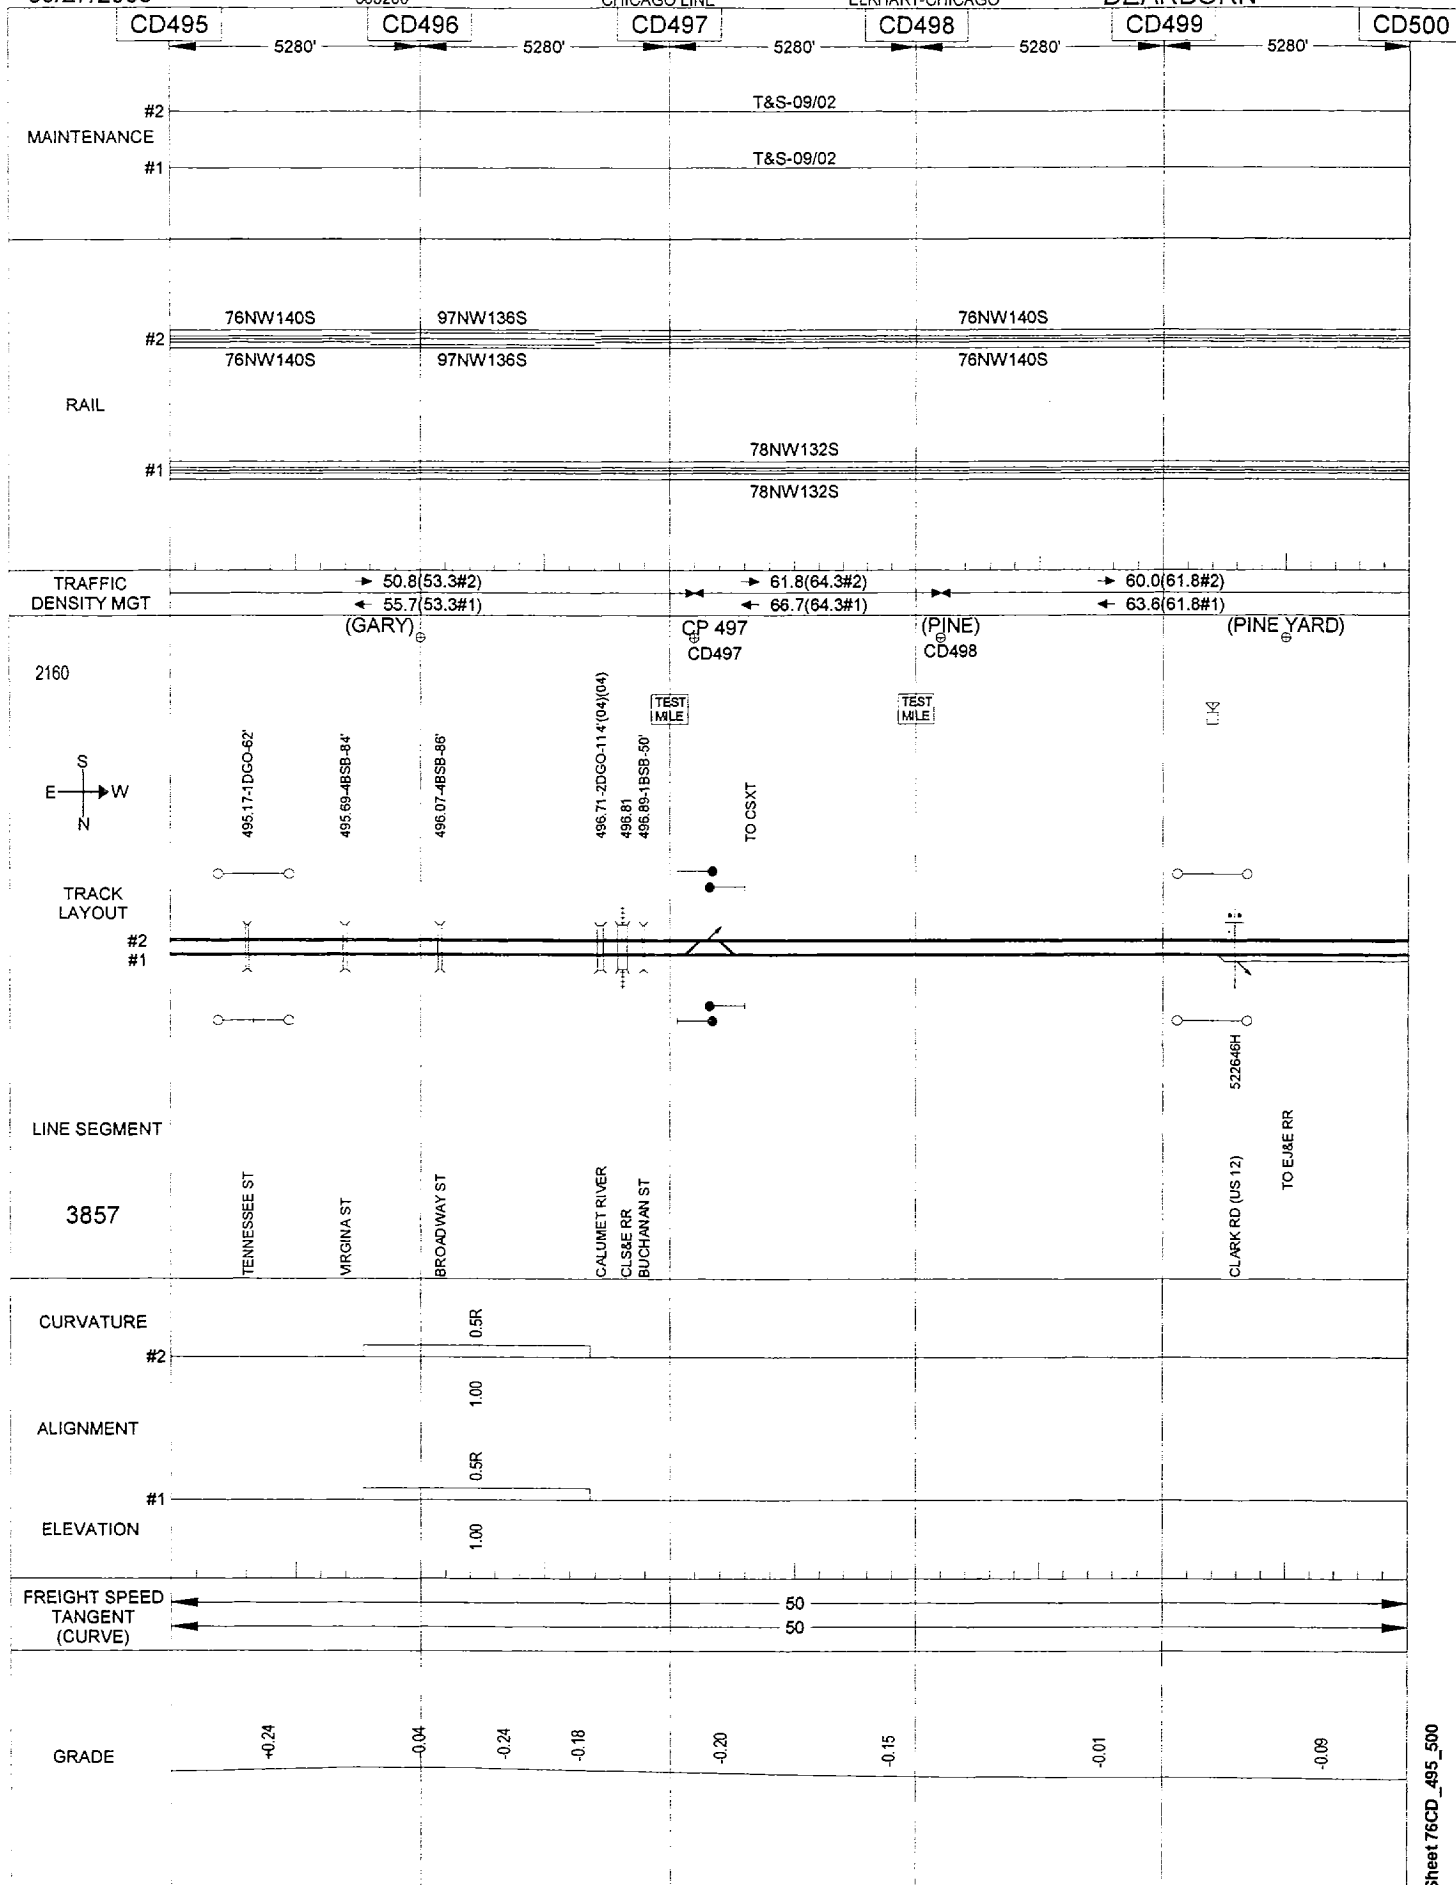 CHICAGO LINE
ELKHART-CHICAGO
DEARBORN
CD495 CD496 CD497 CD498 CD499 CD500
5280' 5280' 5280' 5280' 5280'
#2 T&S-09/02
MAINTENANCE
#1 T&S-09/02
76NW140S 97NW136S 76NW140S
#2
76NW140S 97NW136S 76NW140S
RAIL
78NW132S
#1
78NW132S
TRAFFIC
DENSITY MGT
50.8(53.3#2) 61.8(64.3#2) 60.0(61.8#2)
55.7(53.3#1) 66.7(64.3#1) 63.6(61.8#1)
(GARY) CP 497 (PINE) (PINE YARD)
CD497 CD498
2160
TEST
MILE
TEST
MILE
S
E W
N
495.17-1DGO-62'
495.69-4BSB-84'
496.07-4BSB-86'
496.71-2DGO-114'(04)(04)
496.81
496.89-1BSB-50'
TO CSXT
TRACK
LAYOUT
#2
#1
522646H
LINE SEGMENT
3857
TENNESSEE ST
VIRGINIA ST
BROADWAY ST
CALUMET RIVER
CLS&E RR
BUCHANAN ST
CLARK RD (US 12)
TO EJ&E RR
CURVATURE
0.5R
#2
1.00
ALIGNMENT
0.5R
#1
ELEVATION
1.00
FREIGHT SPEED
TANGENT
(CURVE)
50
50
GRADE
+0.24 -0.04 -0.24 -0.18 -0.20 -0.15 -0.01 -0.09
Sheet 76CD_495_500